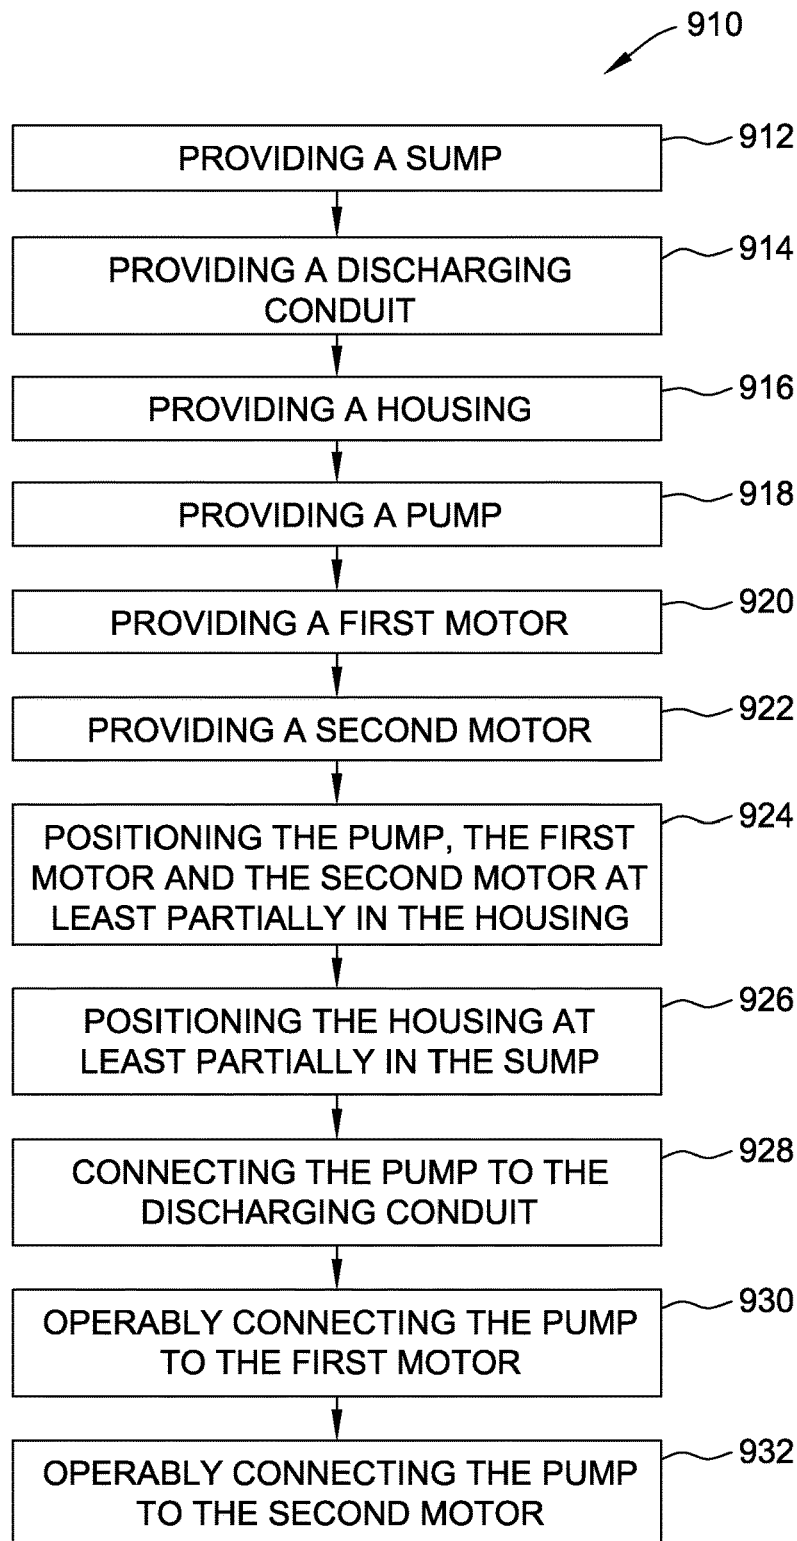 910
PROVIDING A SUMP
912
PROVIDING A DISCHARGING
CONDUIT
914
PROVIDING A HOUSING
916
PROVIDING A PUMP
918
PROVIDING A FIRST MOTOR
920
PROVIDING A SECOND MOTOR
922
POSITIONING THE PUMP, THE FIRST
MOTOR AND THE SECOND MOTOR AT
LEAST PARTIALLY IN THE HOUSING
924
POSITIONING THE HOUSING AT
LEAST PARTIALLY IN THE SUMP
926
CONNECTING THE PUMP TO THE
DISCHARGING CONDUIT
928
OPERABLY CONNECTING THE PUMP
TO THE FIRST MOTOR
930
OPERABLY CONNECTING THE PUMP
TO THE SECOND MOTOR
932